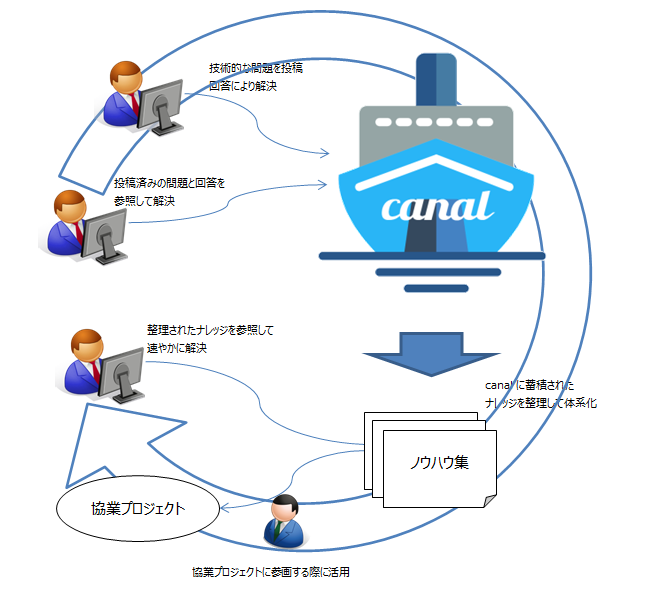 技術的な問題を投稿
回答により解決
投稿済みの問題と回答を
参照して解決
canal
整理されたナレッジを参照して
速やかに解決
canalに蓄積された
ナレッジを整理して体系化
ノウハウ集
協業プロジェクト
協業プロジェクトに参画する際に活用